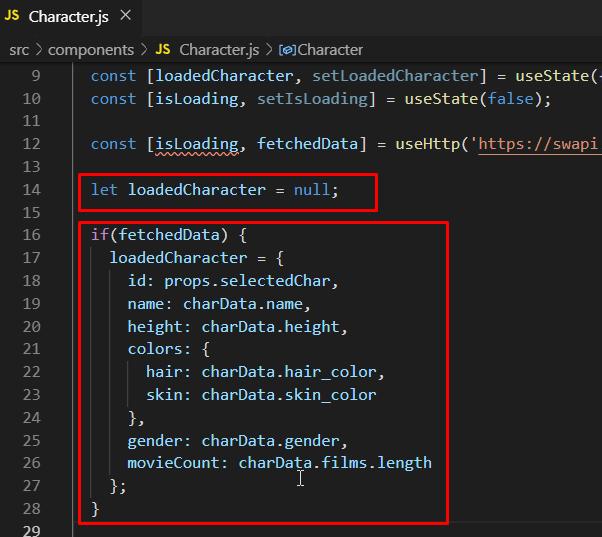 JS Character.js ×
src > components > JS Character.js > Character
9 const [loadedCharacter, setLoadedCharacter] = useState(
10 const [isLoading, setIsLoading] = useState(false);
11
12 const [isLoading, fetchedData] = useHttp('https://swapi
13
14 let loadedCharacter = null;
15
16 if(fetchedData) {
17 loadedCharacter = {
18 id: props.selectedChar,
19 name: charData.name,
20 height: charData.height,
21 colors: {
22 hair: charData.hair_color,
23 skin: charData.skin_color
24 },
25 gender: charData.gender,
26 movieCount: charData.films.length
27 };
28 }
29